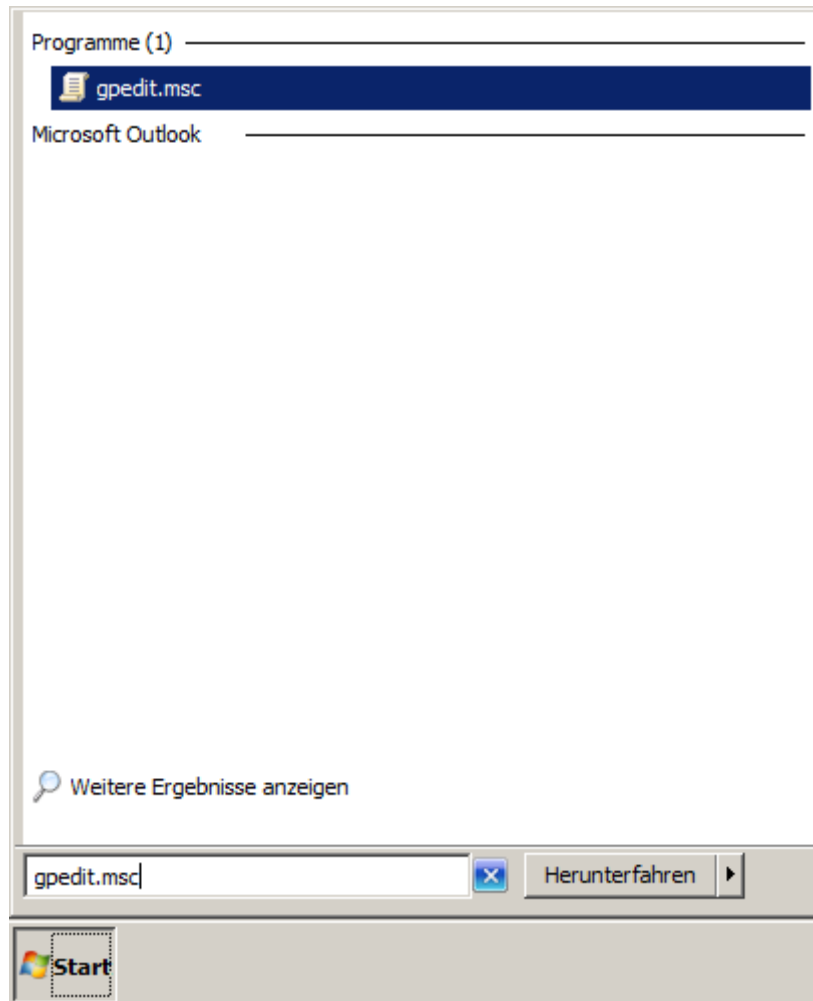 Programme (1)
gpedit.msc
Microsoft Outlook
Weitere Ergebnisse anzeigen
gpedit.msc
Herunterfahren
Start